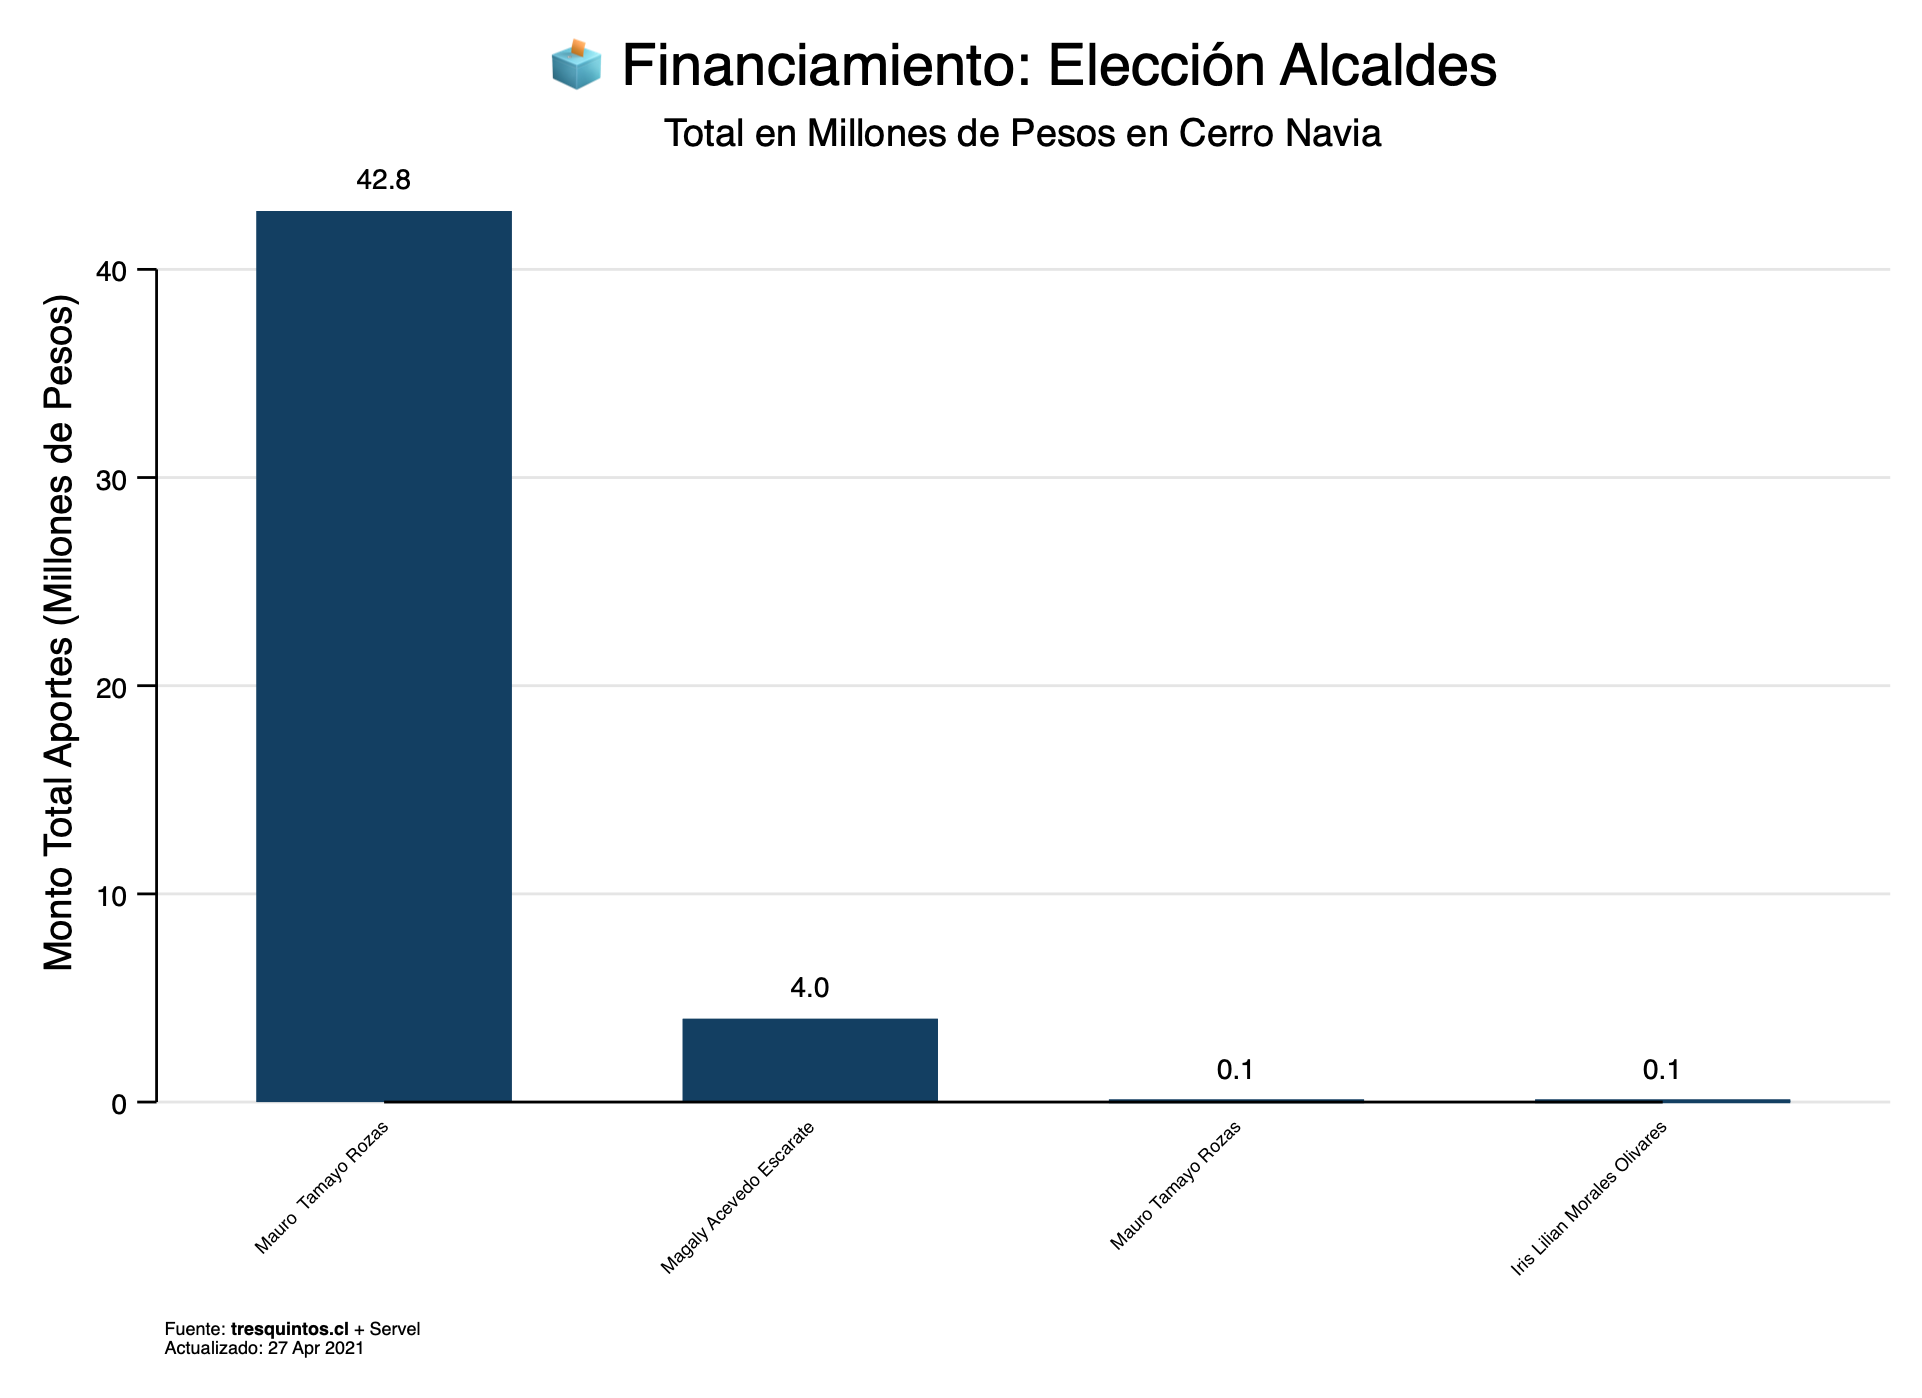 Financiamiento: Elección Alcaldes
Total en Millones de Pesos en Cerro Navia
Monto Total Aportes (Millones de Pesos)
40
30
20
10
0
42.8
4.0
0.1
0.1
Mauro  Tamayo Rozas
Magaly Acevedo Escarate
Mauro Tamayo Rozas
Iris Lilian Morales Olivares
Fuente: tresquintos.cl + Servel
Actualizado: 27 Apr 2021